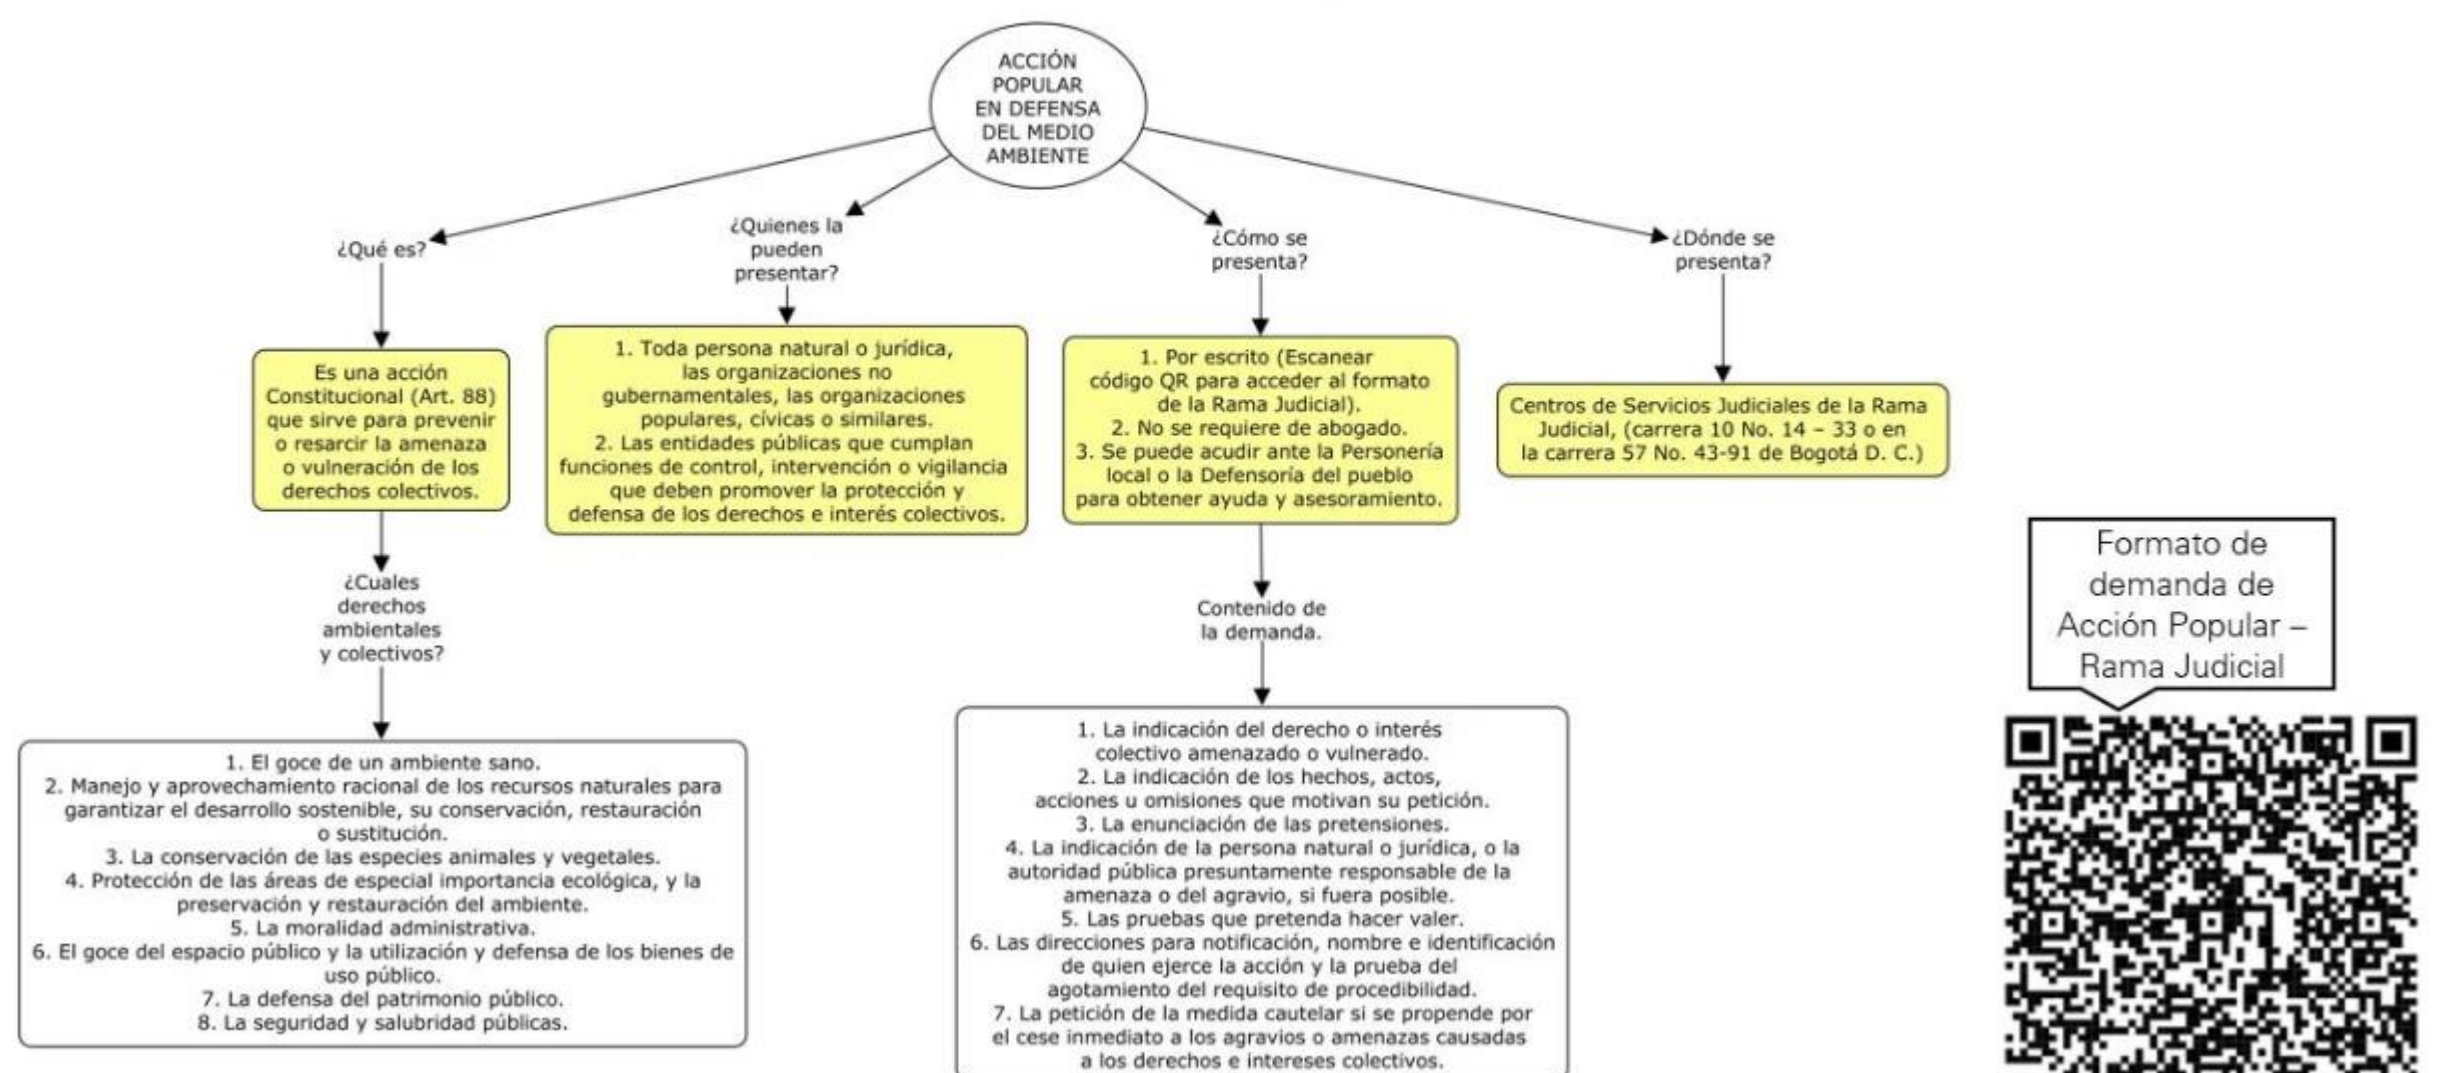 ACCIÓN
POPULAR
EN DEFENSA
DEL MEDIO
AMBIENTE
¿Qué es?
Es una acción
Constitucional (Art. 88)
que sirve para prevenir
o resarcir la amenaza
o vulneración de los
derechos colectivos.
¿Cuales
derechos
ambientales
y colectivos?
1. El goce de un ambiente sano.
2. Manejo y aprovechamiento racional de los recursos naturales para
garantizar el desarrollo sostenible, su conservación, restauración
o sustitución.
3. La conservación de las especies animales y vegetales.
4. Protección de las áreas de especial importancia ecológica, y la
preservación y restauración del ambiente.
5. La moralidad administrativa.
6. El goce del espacio público y la utilización y defensa de los bienes de
uso público.
7. La defensa del patrimonio público.
8. La seguridad y salubridad públicas.
¿Quienes la
pueden
presentar?
1. Toda persona natural o jurídica,
las organizaciones no
gubernamentales, las organizaciones
populares, cívicas o similares.
2. Las entidades públicas que cumplan
funciones de control, intervención o vigilancia
que deben promover la protección y
defensa de los derechos e interés colectivos.
¿Cómo se
presenta?
1. Por escrito (Escanear
código QR para acceder al formato
de la Rama Judicial).
2. No se requiere de abogado.
3. Se puede acudir ante la Personería
local o la Defensoría del pueblo
para obtener ayuda y asesoramiento.
Contenido de
la demanda.
1. La indicación del derecho o interés
colectivo amenazado o vulnerado.
2. La indicación de los hechos, actos,
acciones u omisiones que motivan su petición.
3. La enunciación de las pretensiones.
4. La indicación de la persona natural o jurídica, o la
autoridad pública presuntamente responsable de la
amenaza o del agravio, si fuera posible.
5. Las pruebas que pretenda hacer valer.
6. Las direcciones para notificación, nombre e identificación
de quien ejerce la acción y la prueba del
agotamiento del requisito de procedibilidad.
7. La petición de la medida cautelar si se propende por
el cese inmediato a los agravios o amenazas causadas
a los derechos e intereses colectivos.
¿Dónde se
presenta?
Centros de Servicios Judiciales de la Rama
Judicial, (carrera 10 No. 14 – 33 o en
la carrera 57 No. 43-91 de Bogotá D. C.)
Formato de
demanda de
Acción Popular –
Rama Judicial